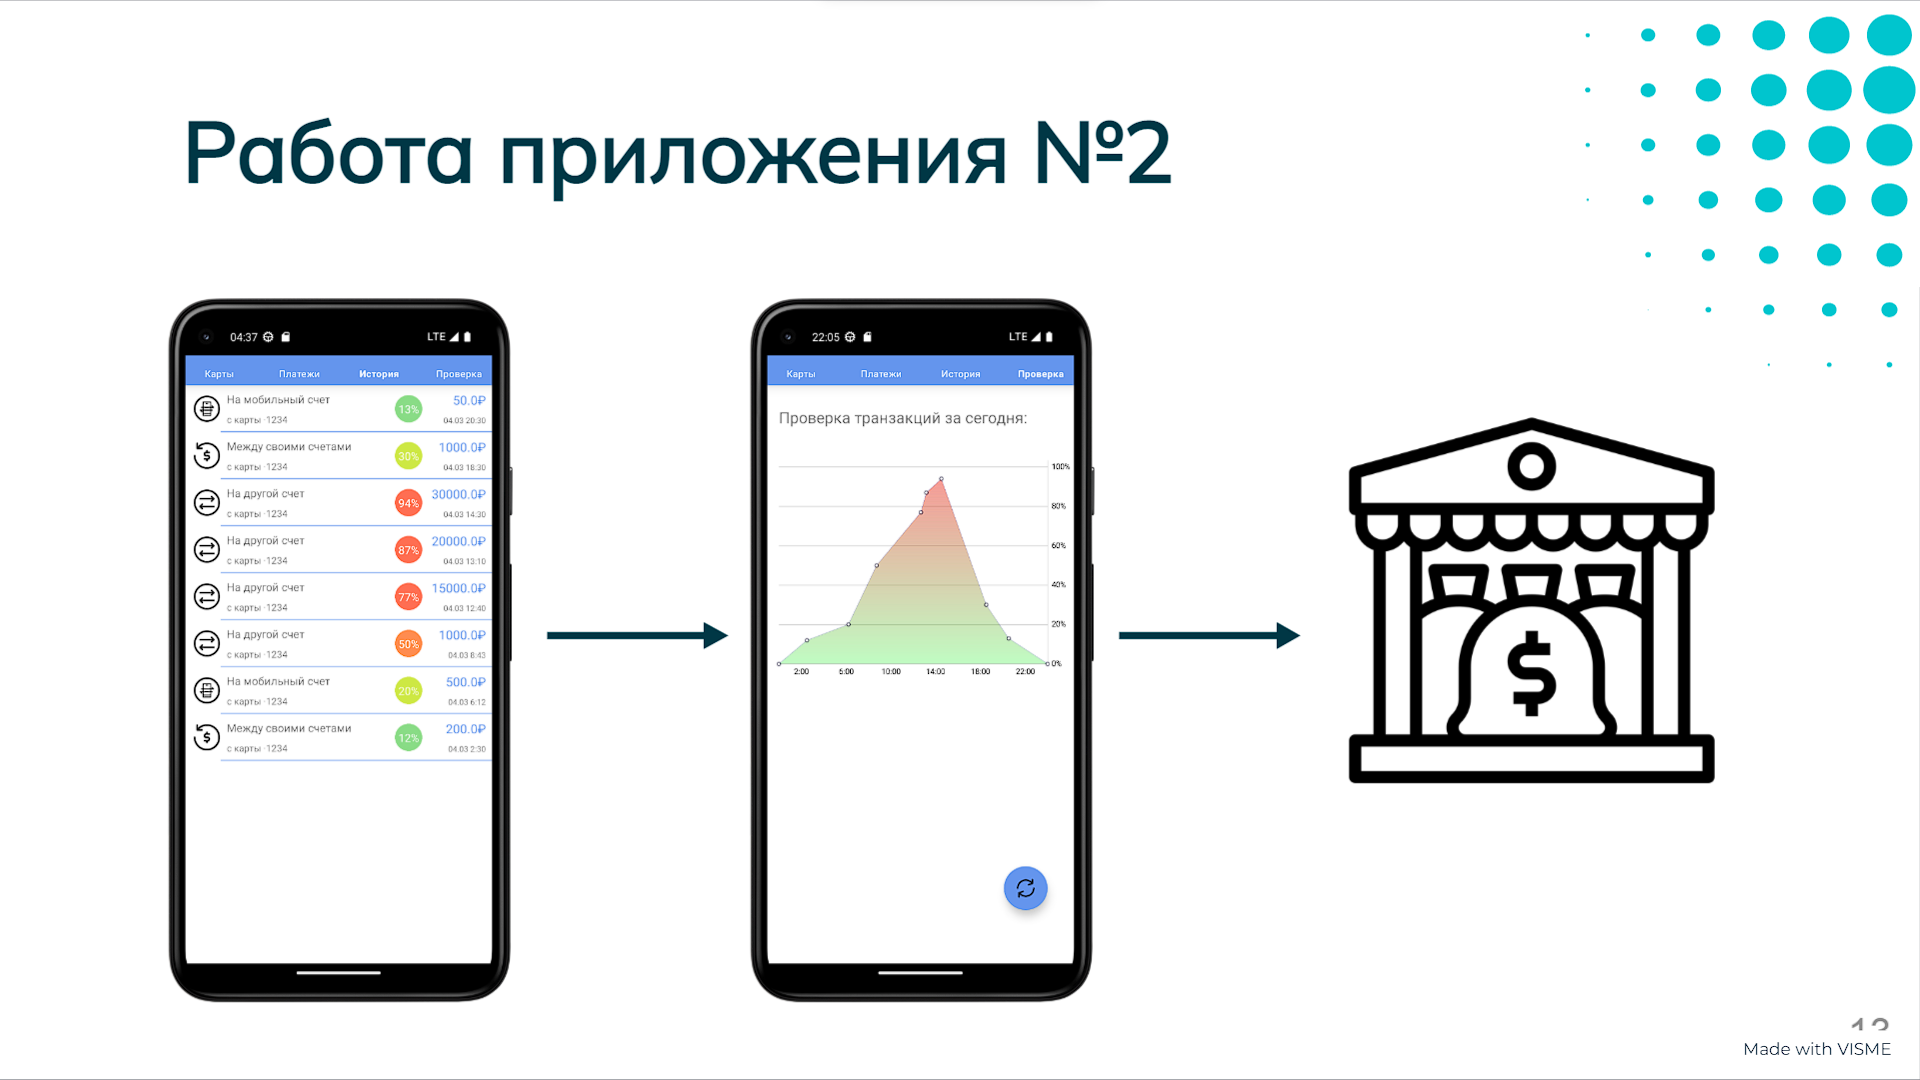 Работа приложения №2
04:37
LTE
Карты Платежи История Проверка
На мобильный счет 13% 50.0₽
с карты ·1234 04.03 20:30
Между своими счетами 30% 1000.0₽
с карты ·1234 04.03 18:30
На другой счет 94% 30000.0₽
с карты ·1234 04.03 14:30
На другой счет 87% 20000.0₽
с карты ·1234 04.03 13:10
На другой счет 77% 15000.0₽
с карты ·1234 04.03 12:40
На другой счет 50% 1000.0₽
с карты ·1234 04.03 8:43
На мобильный счет 20% 500.0₽
с карты ·1234 04.03 6:12
Между своими счетами 12% 200.0₽
с карты ·1234 04.03 2:30
22:05
LTE
Карты Платежи История Проверка
Проверка транзакций за сегодня:
100%
80%
60%
40%
20%
0%
2:00 6:00 10:00 14:00 18:00 22:00
$
Made with VISME